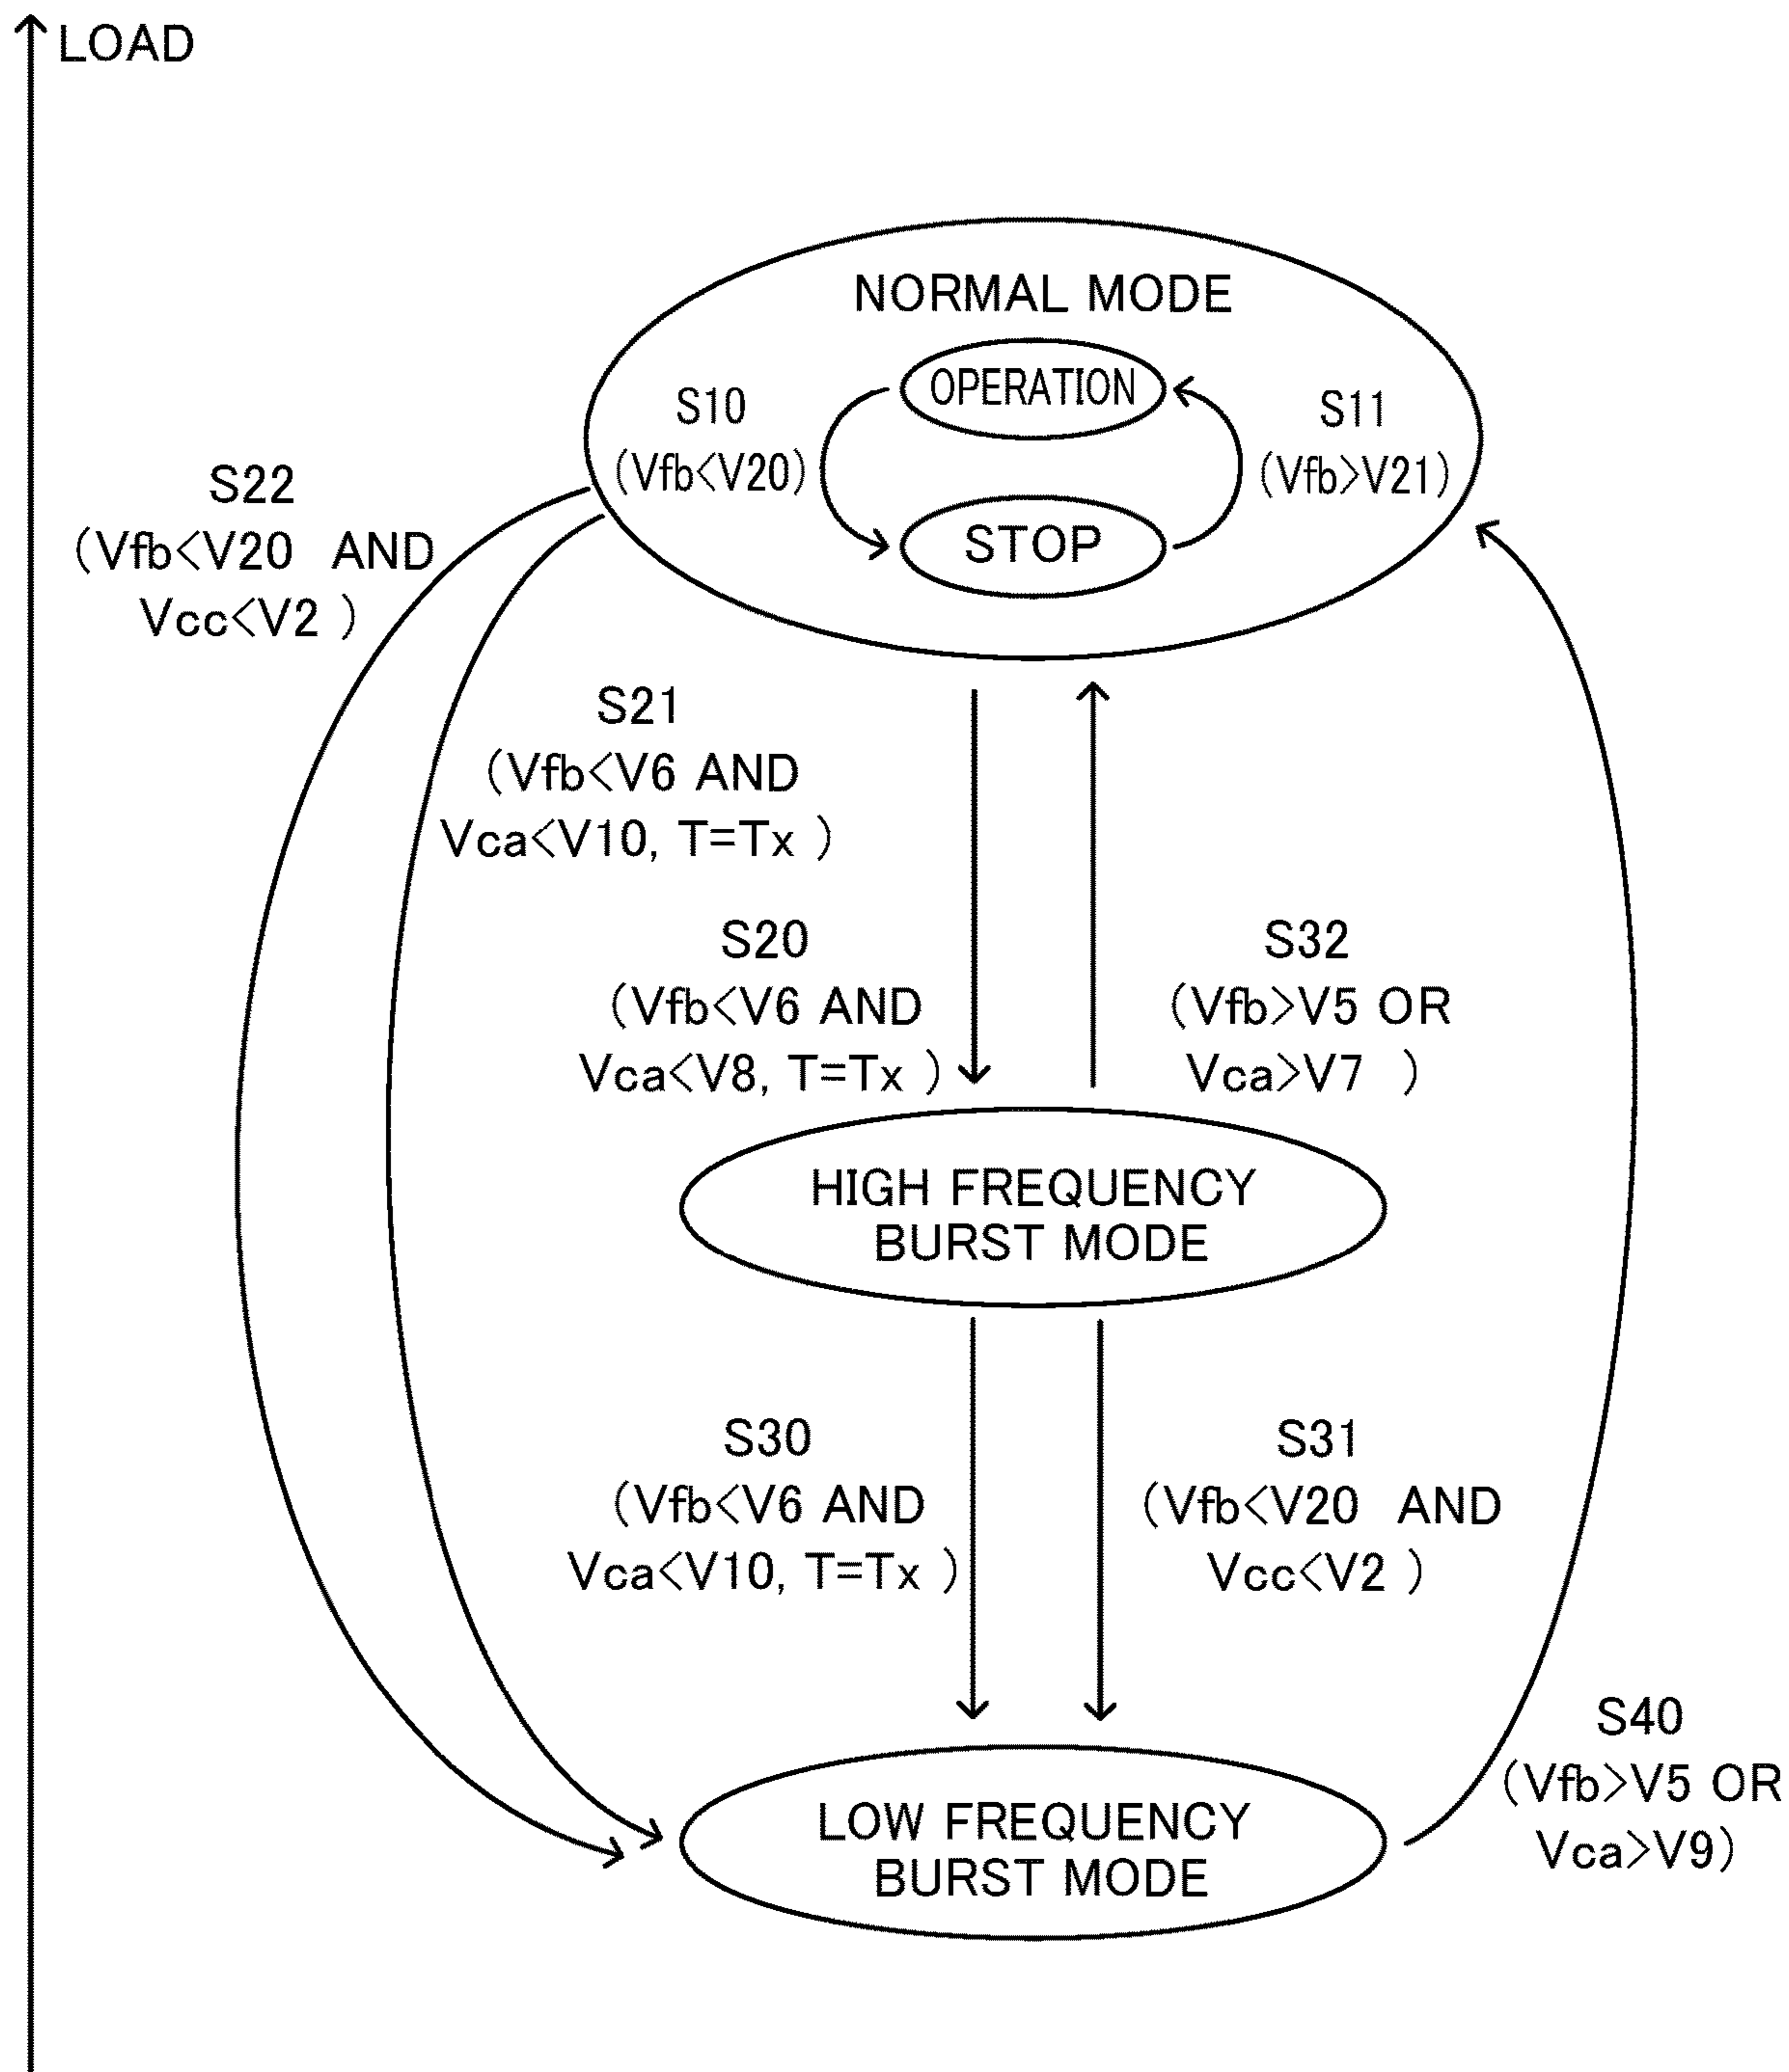 LOAD
NORMAL MODE
OPERATION
S10
(Vfb<V20)
S11
(Vfb>V21)
STOP
S22
(Vfb<V20 AND
Vcc<V2 )
S21
(Vfb<V6 AND
Vca<V10, T=Tx )
S20
(Vfb<V6 AND
Vca<V8, T=Tx )
S32
(Vfb>V5 OR
Vca>V7 )
HIGH FREQUENCY
BURST MODE
S30
(Vfb<V6 AND
Vca<V10, T=Tx )
S31
(Vfb<V20 AND
Vcc<V2 )
S40
(Vfb>V5 OR
Vca>V9)
LOW FREQUENCY
BURST MODE